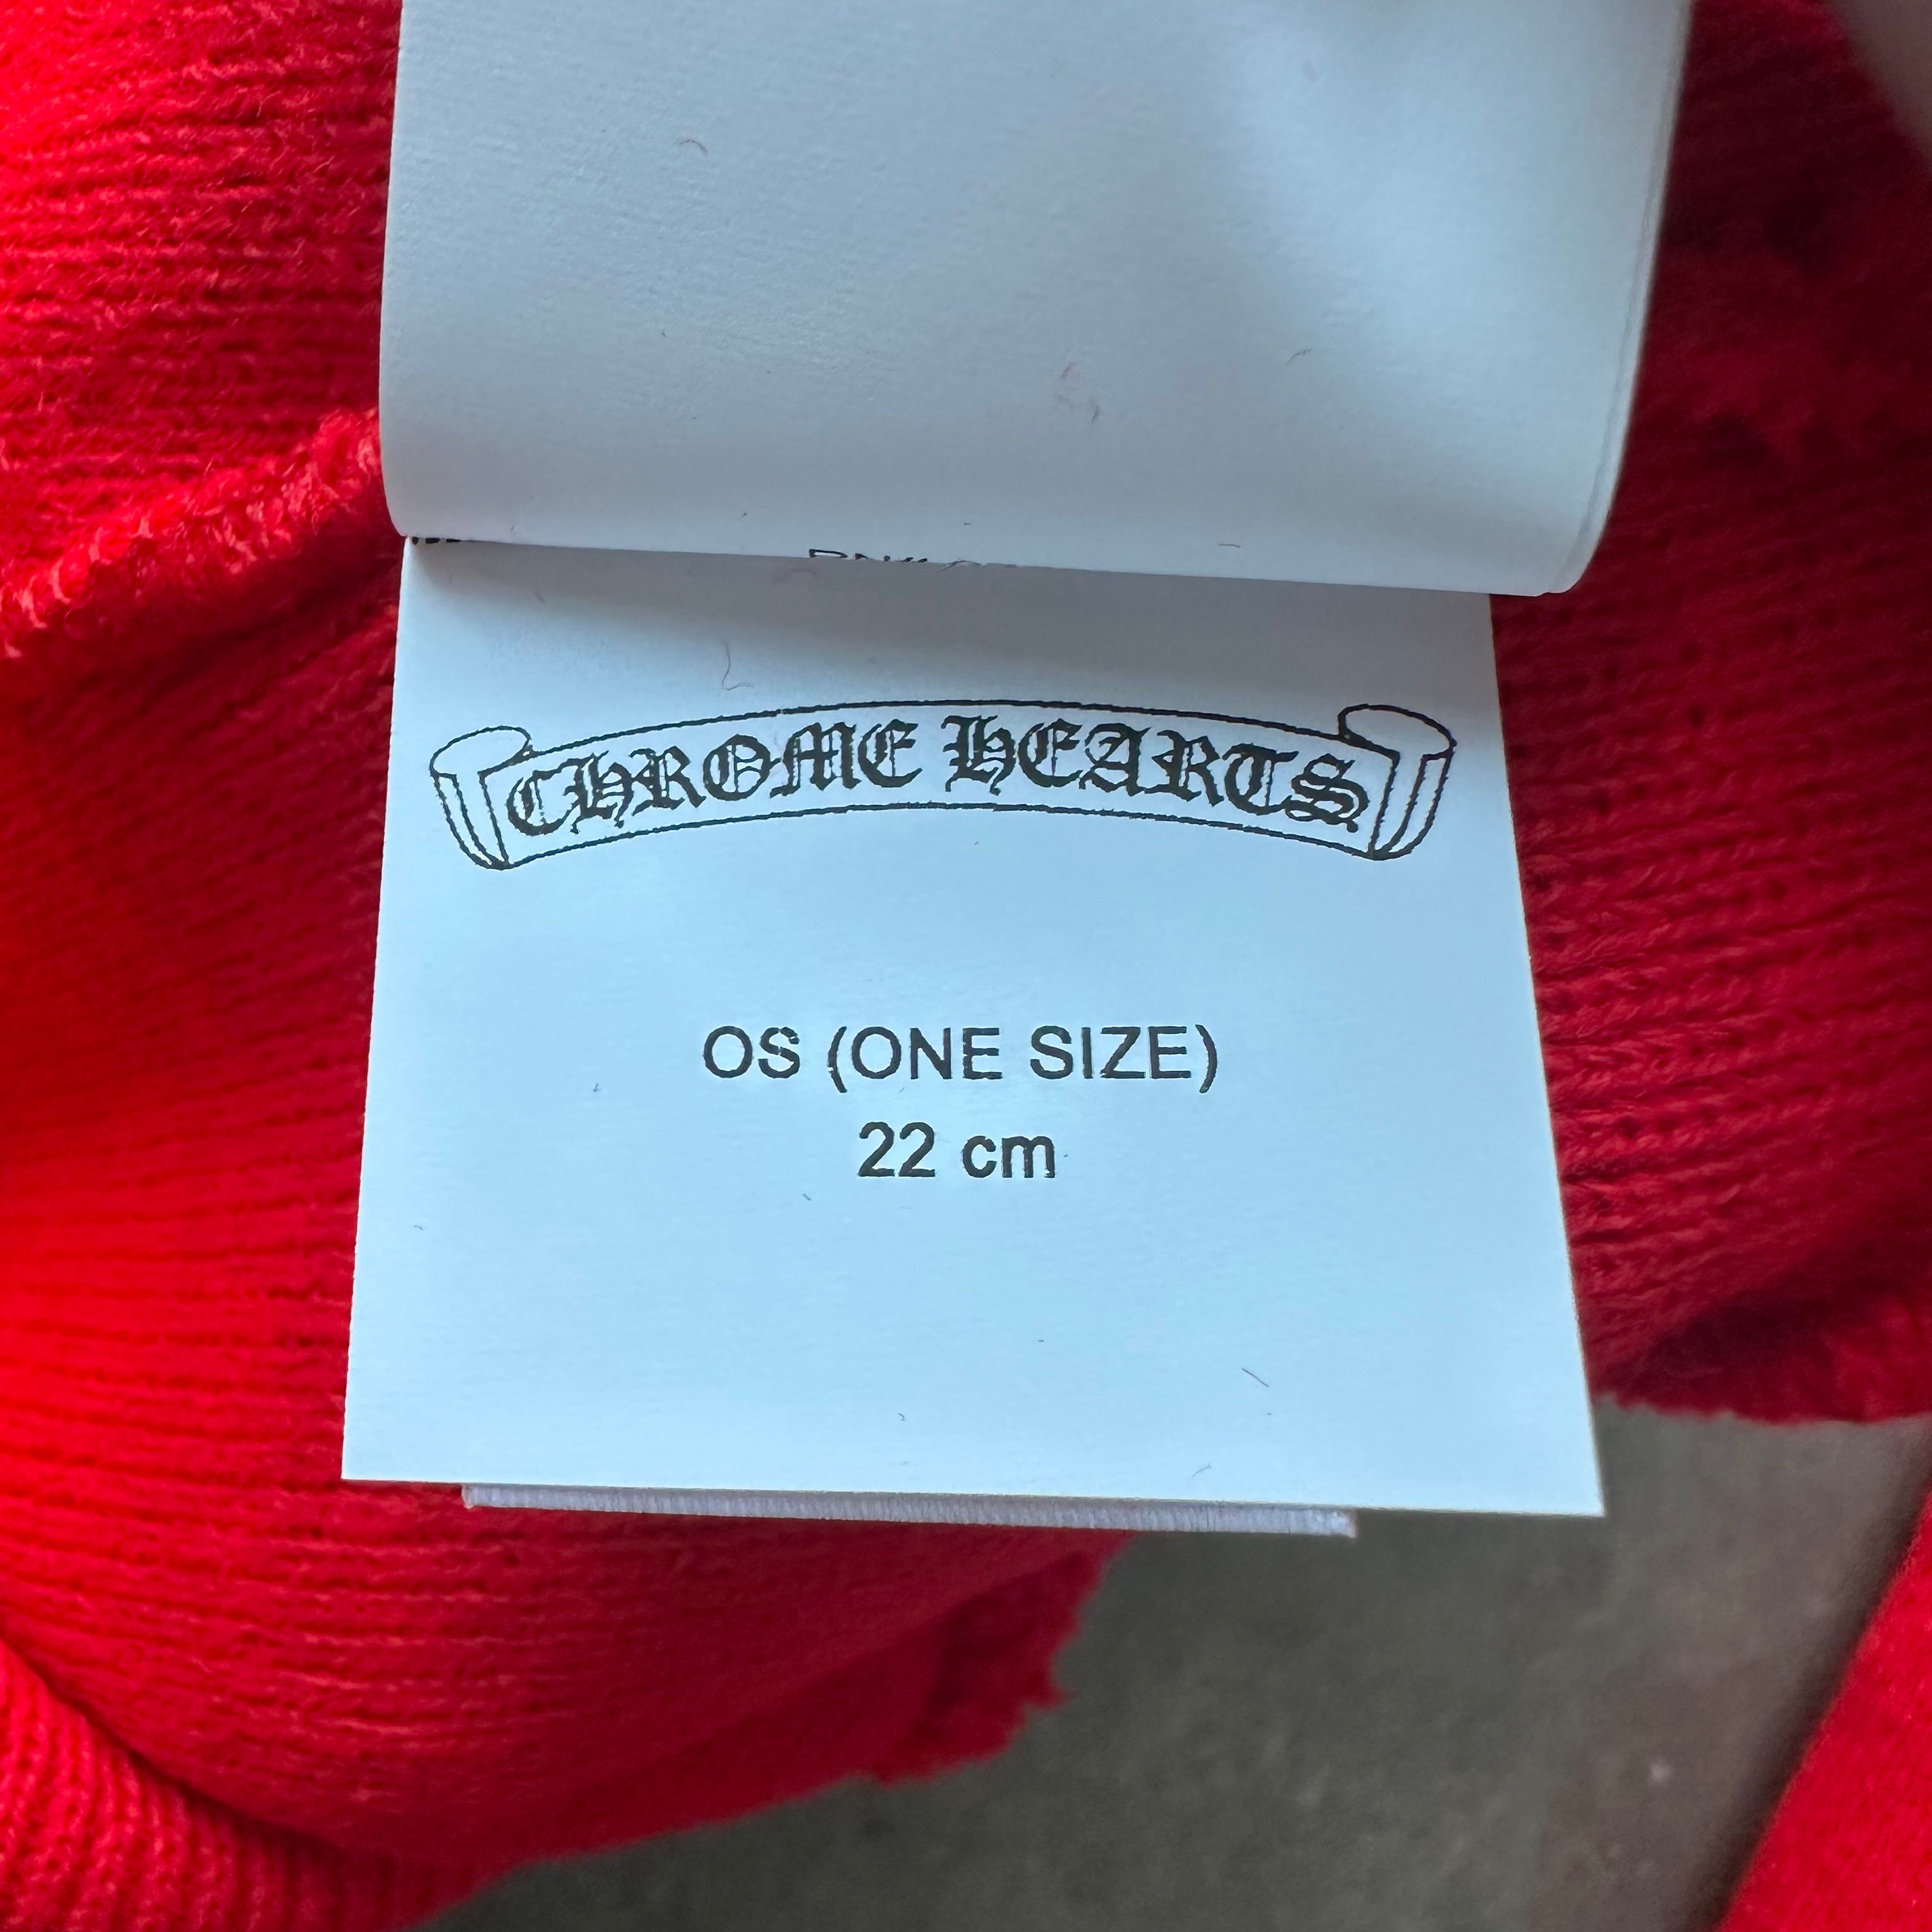 CHROME HEARTS
OS (ONE SIZE)
22 cm